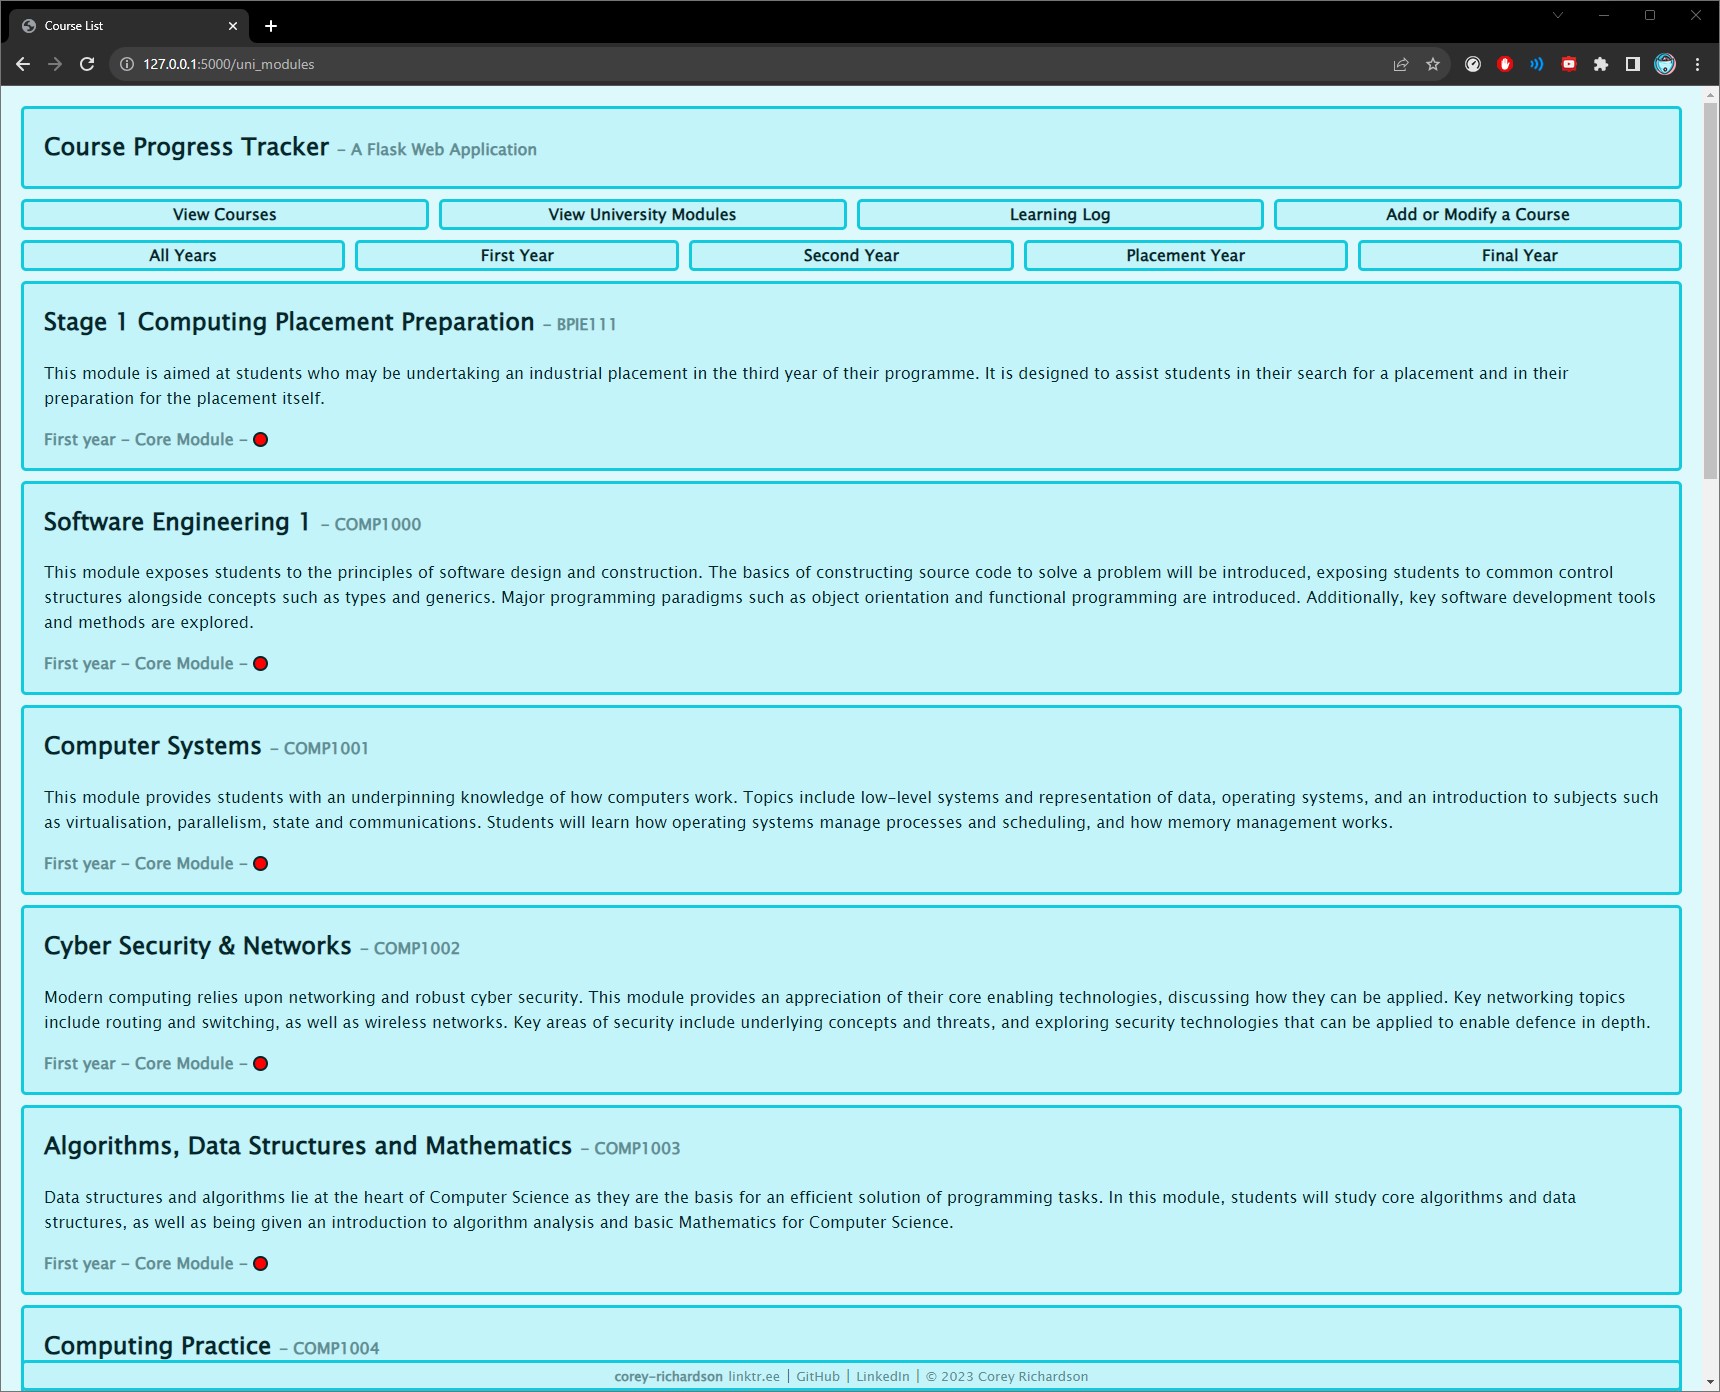 Course List
127.0.0.1:5000/uni_modules
Course Progress Tracker - A Flask Web Application
View Courses
View University Modules
Learning Log
Add or Modify a Course
All Years
First Year
Second Year
Placement Year
Final Year
Stage 1 Computing Placement Preparation - BPIE111
This module is aimed at students who may be undertaking an industrial placement in the third year of their programme. It is designed to assist students in their search for a placement and in their
preparation for the placement itself.
First year - Core Module -
Software Engineering 1 - COMP1000
This module exposes students to the principles of software design and construction. The basics of constructing source code to solve a problem will be introduced, exposing students to common control
structures alongside concepts such as types and generics. Major programming paradigms such as object orientation and functional programming are introduced. Additionally, key software development tools
and methods are explored.
First year - Core Module -
Computer Systems - COMP1001
This module provides students with an underpinning knowledge of how computers work. Topics include low-level systems and representation of data, operating systems, and an introduction to subjects such
as virtualisation, parallelism, state and communications. Students will learn how operating systems manage processes and scheduling, and how memory management works.
First year - Core Module -
Cyber Security & Networks - COMP1002
Modern computing relies upon networking and robust cyber security. This module provides an appreciation of their core enabling technologies, discussing how they can be applied. Key networking topics
include routing and switching, as well as wireless networks. Key areas of security include underlying concepts and threats, and exploring security technologies that can be applied to enable defence in depth.
First year - Core Module -
Algorithms, Data Structures and Mathematics - COMP1003
Data structures and algorithms lie at the heart of Computer Science as they are the basis for an efficient solution of programming tasks. In this module, students will study core algorithms and data
structures, as well as being given an introduction to algorithm analysis and basic Mathematics for Computer Science.
First year - Core Module -
Computing Practice - COMP1004
corey-richardson linktr.ee | GitHub | LinkedIn | © 2023 Corey Richardson